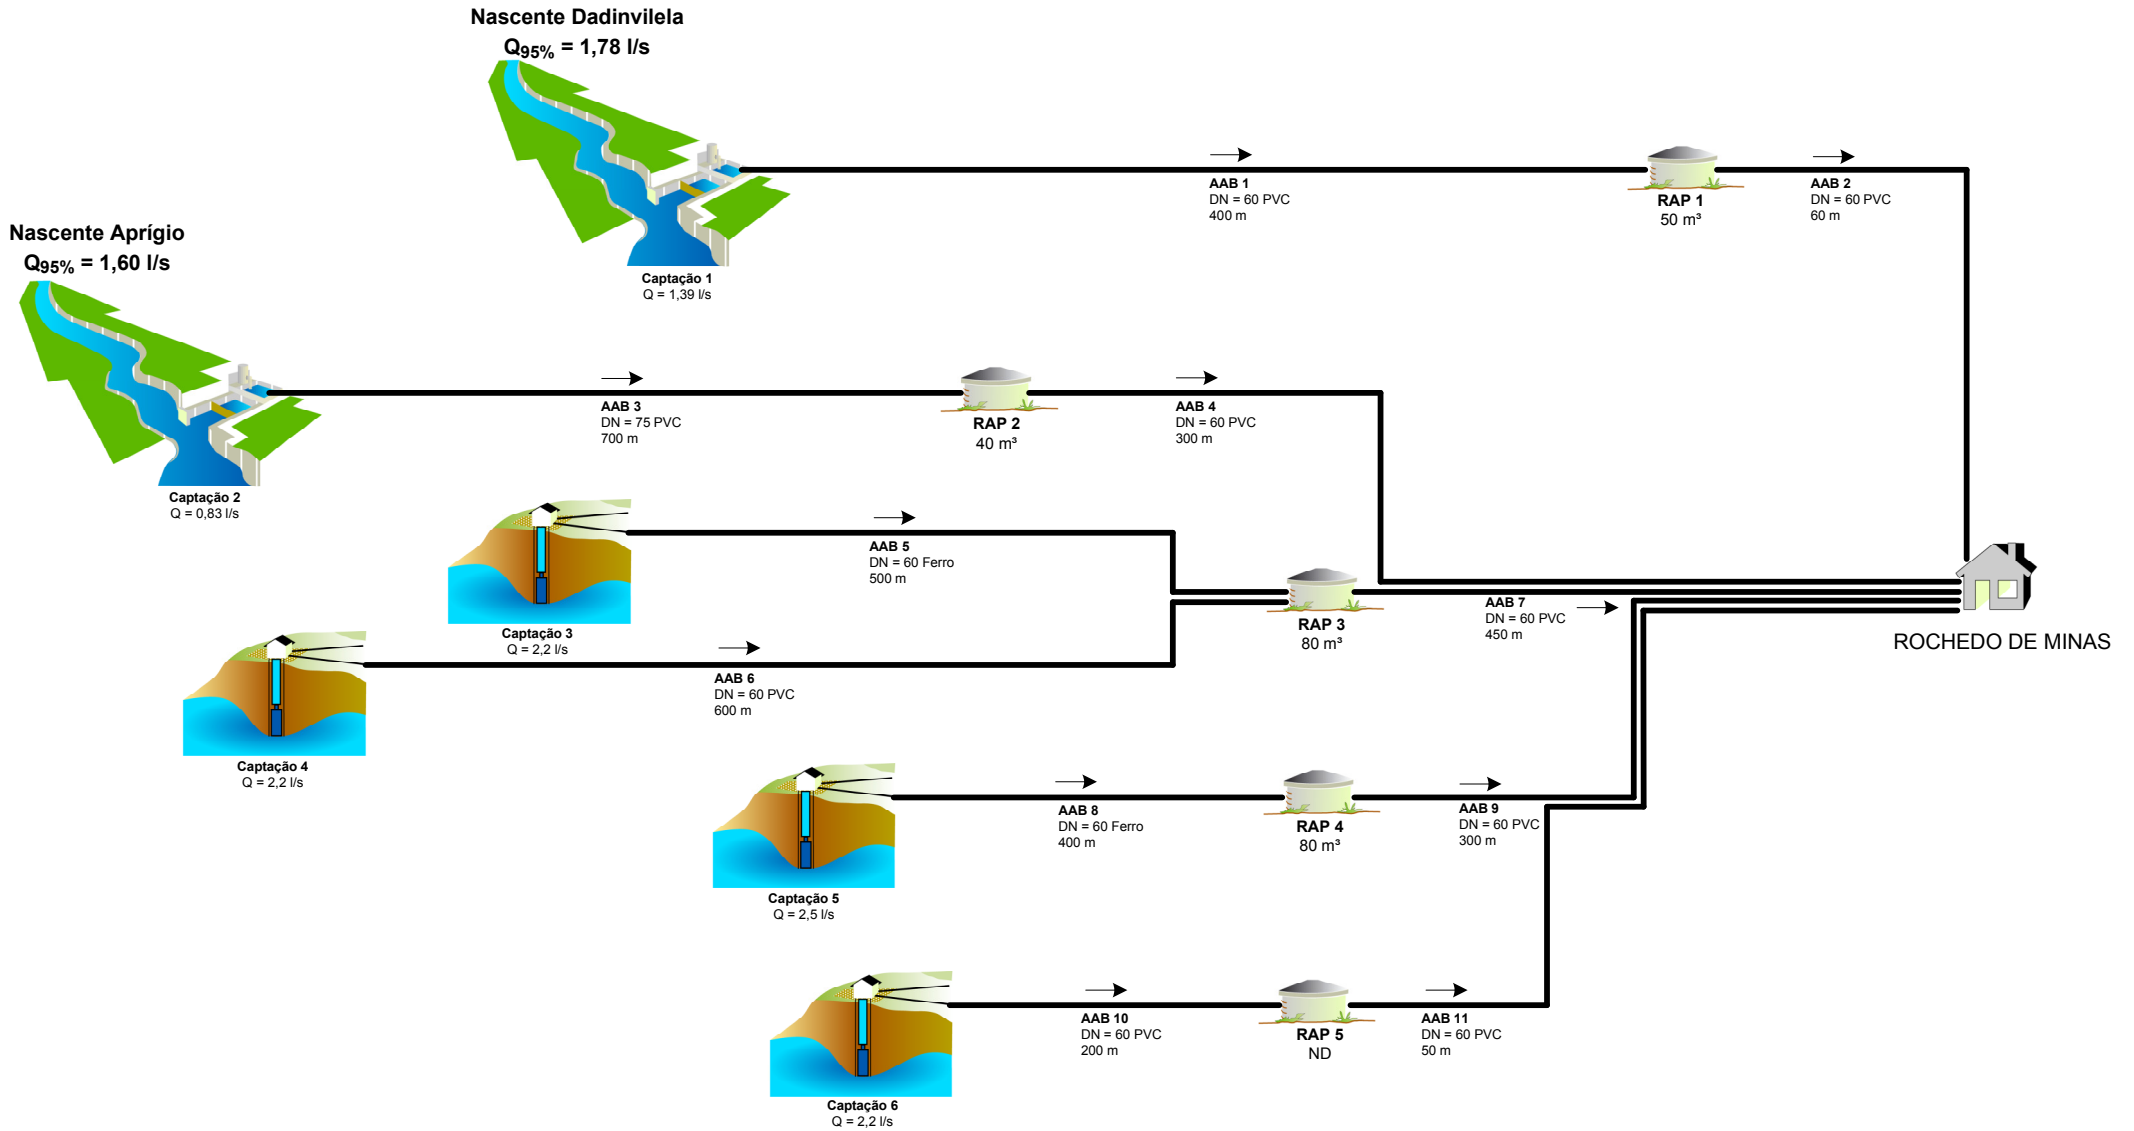 Nascente Dadinvilela
Q95% = 1,78 l/s
AAB 1
DN = 60 PVC
400 m
RAP 1
50 m³
AAB 2
DN = 60 PVC
60 m
Captação 1
Q = 1,39 l/s
Nascente Aprígio
Q95% = 1,60 l/s
AAB 3
DN = 75 PVC
700 m
RAP 2
40 m³
AAB 4
DN = 60 PVC
300 m
Captação 2
Q = 0,83 l/s
AAB 5
DN = 60 Ferro
500 m
Captação 3
Q = 2,2 l/s
RAP 3
80 m³
AAB 7
DN = 60 PVC
450 m
ROCHEDO DE MINAS
AAB 6
DN = 60 PVC
600 m
Captação 4
Q = 2,2 l/s
AAB 8
DN = 60 Ferro
400 m
RAP 4
80 m³
AAB 9
DN = 60 PVC
300 m
Captação 5
Q = 2,5 l/s
AAB 10
DN = 60 PVC
200 m
RAP 5
ND
AAB 11
DN = 60 PVC
50 m
Captação 6
Q = 2,2 l/s